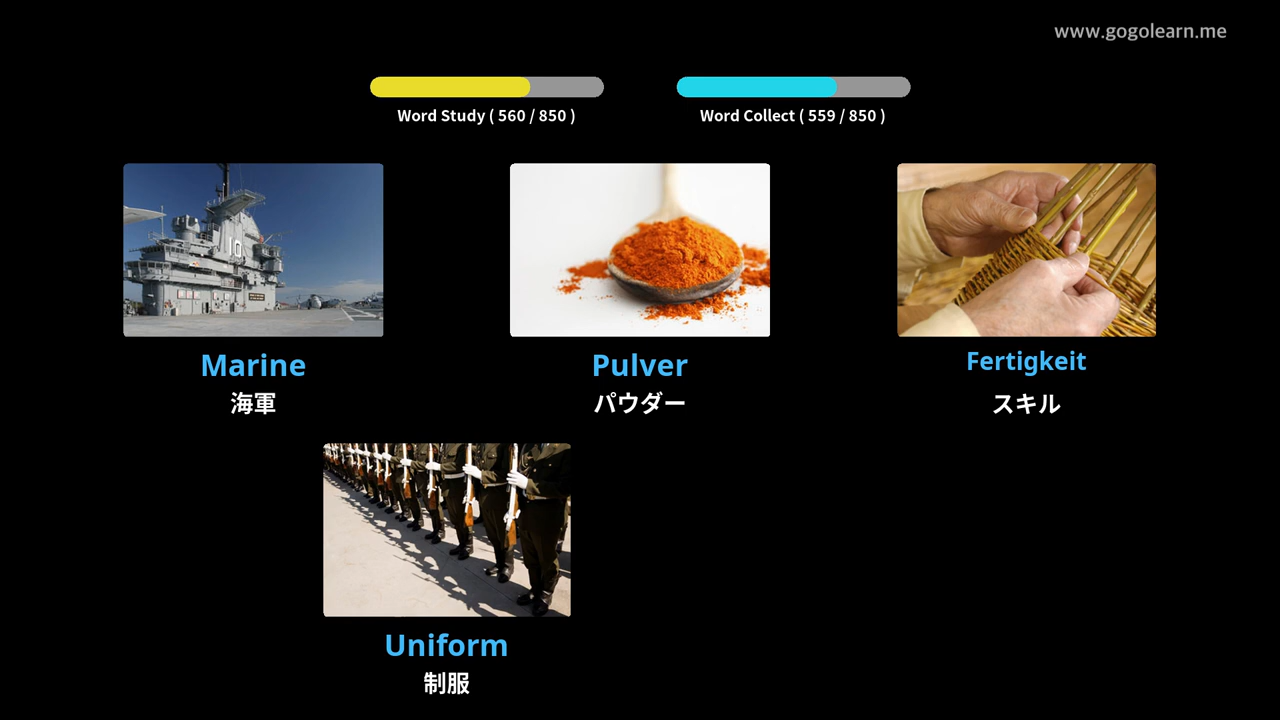 www.gogolearn.me
Word Study ( 560 / 850 )
Word Collect ( 559 / 850 )
10
Marine
海軍
Pulver
パウダー
Fertigkeit
スキル
Uniform
制服